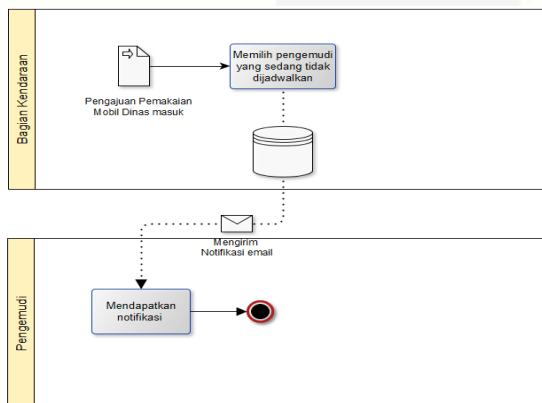 Bagian Kendaraan
Memilih pengemudi
yang sedang tidak
dijadwalkan
Pengajuan Pemakaian
Mobil Dinas masuk
Mengirim
Notifikasi email
Pengemudi
Mendapatkan
notifikasi